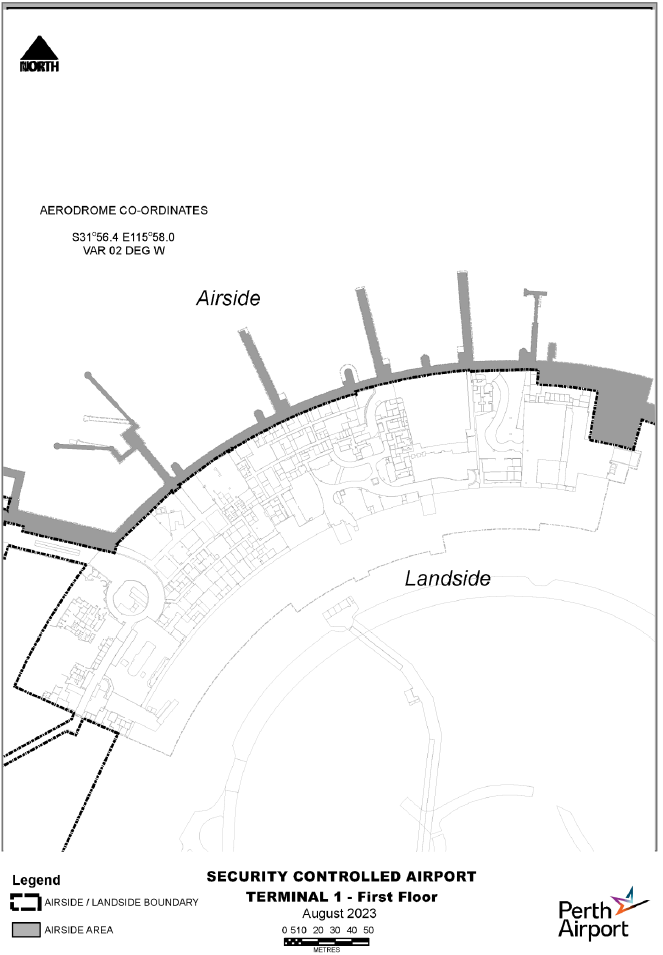 NORTH
AERODROME CO-ORDINATES
S31°56.4 E115°58.0
VAR 02 DEG W
Airside
Landside
Legend
AIRSIDE / LANDSIDE BOUNDARY
AIRSIDE AREA
SECURITY CONTROLLED AIRPORT
TERMINAL 1 - First Floor
August 2023
0 510 20 30 40 50
METRES
Perth
Airport